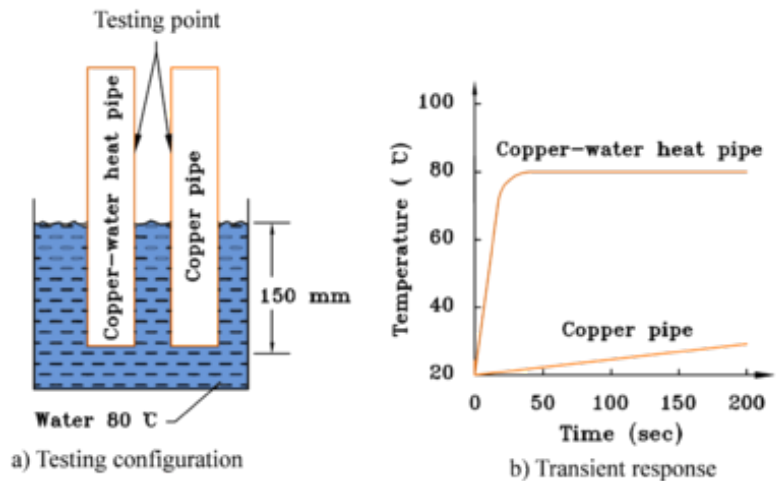 Testing point
Copper-water heat pipe
Copper pipe
150 mm
Water 80 ℃
a) Testing configuration
Temperature ( ℃)
100
80
60
40
20
Copper-water heat pipe
Copper pipe
0
50
100
150
200
Time (sec)
b) Transient response